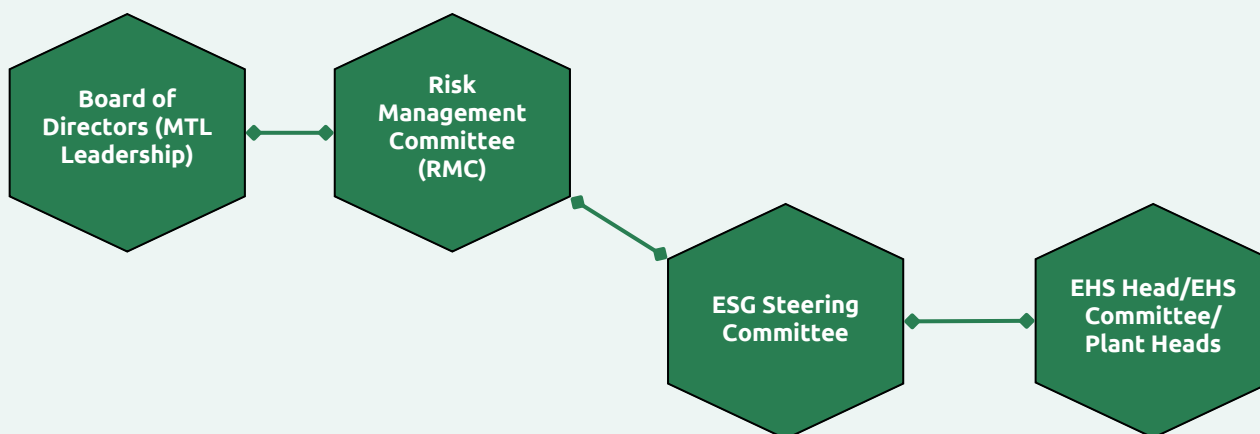 Board of
Directors (MTL
Leadership)
Risk
Management
Committee
(RMC)
ESG Steering
Committee
EHS Head/EHS
Committee/
Plant Heads